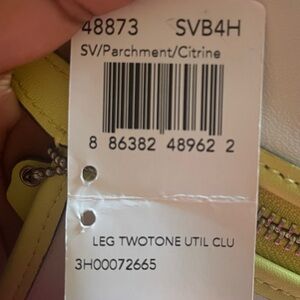 48873 SVB4H
SV/Parchment/Citrine
8 86382 48962 2
LEG TWOTONE UTIL CLU
3H00072665